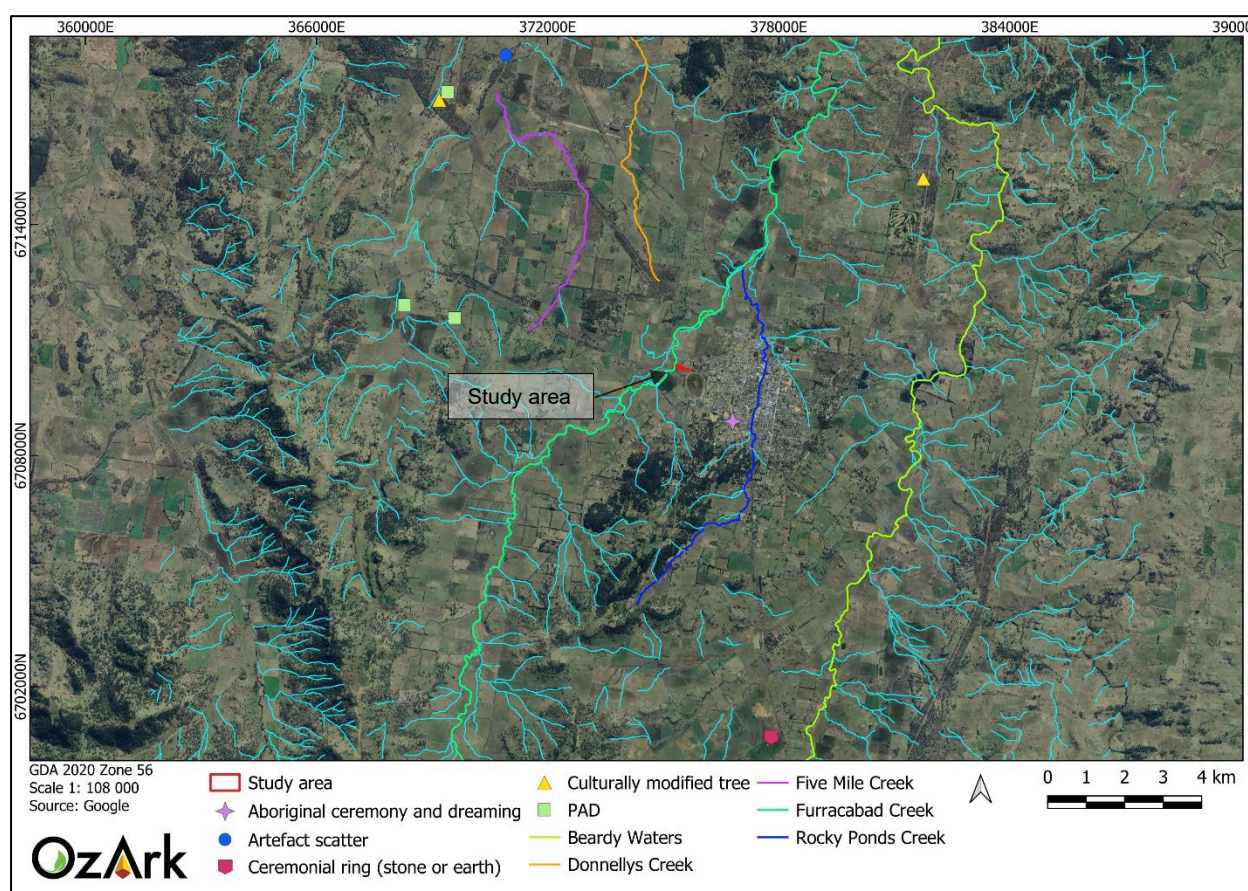 360000E 366000E 372000E 378000E 384000E 39000
6714000N
6708000N
6702000N
Study area
GDA 2020 Zone 56
Scale 1: 108 000
Source: Google
OzArk
Study area
Aboriginal ceremony and dreaming
Artefact scatter
Ceremonial ring (stone or earth)
Culturally modified tree
PAD
Beardy Waters
Donnellys Creek
Five Mile Creek
Furracabad Creek
Rocky Ponds Creek
0 1 2 3 4 km